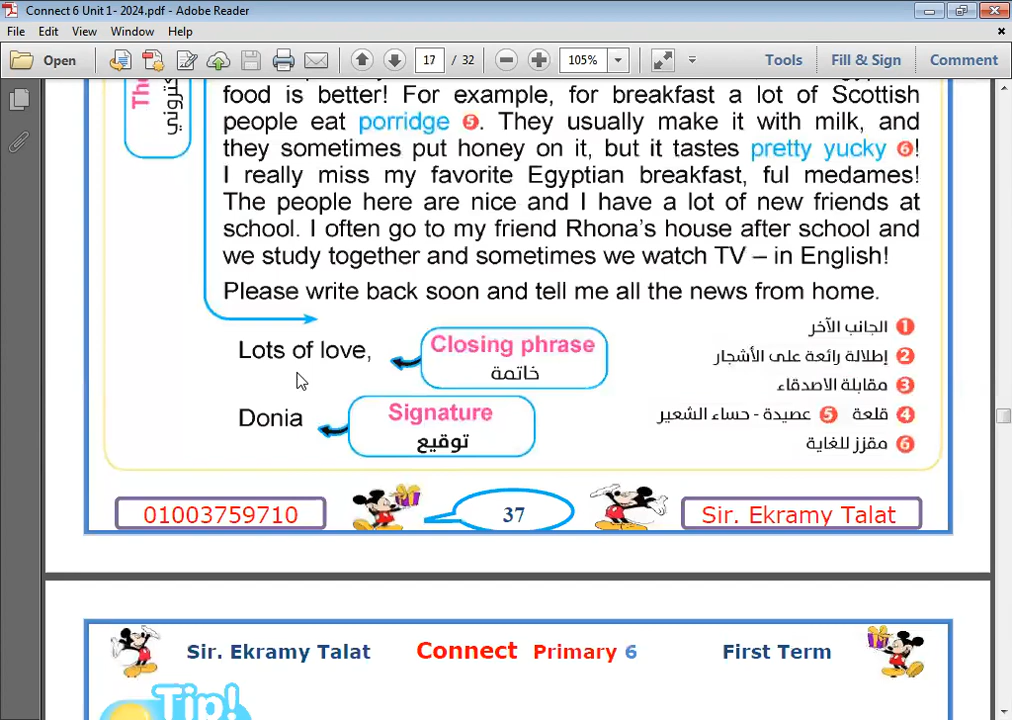 Connect 6 Unit 1- 2024.pdf - Adobe Reader
File Edit View Window Help
Open 17 / 32 105% Tools Fill & Sign Comment
food is better! For example, for breakfast a lot of Scottish
people eat porridge 5. They usually make it with milk, and
they sometimes put honey on it, but it tastes pretty yucky 6!
I really miss my favorite Egyptian breakfast, ful medames!
The people here are nice and I have a lot of new friends at
school. I often go to my friend Rhona's house after school and
we study together and sometimes we watch TV – in English!
Please write back soon and tell me all the news from home.
Lots of love,
Closing phrase
خاتمة
Donia
Signature
توقيع
1 الجانب الآخر
2 إطلالة رائعة على الأشجار
3 مقابلة الاصدقاء
4 قلعة 5 عصيدة - حساء الشعير
6 مقزز للغاية
01003759710
37
Sir. Ekramy Talat
Sir. Ekramy Talat Connect Primary 6 First Term
Tip!